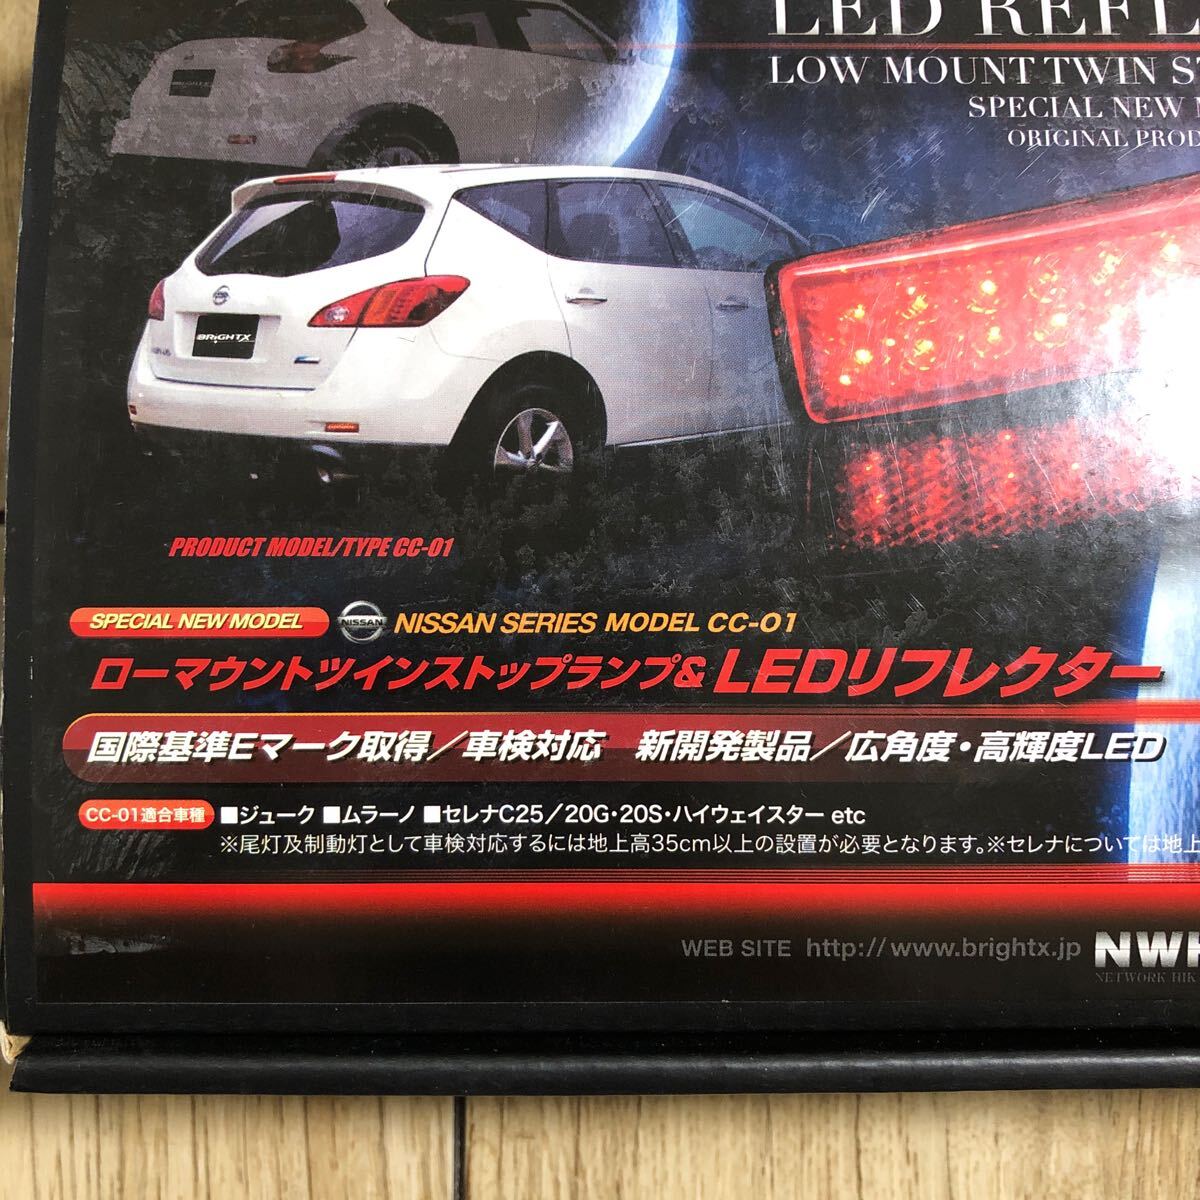 LED REFL
LOW MOUNT TWIN ST
SPECIAL NEW
ORIGINAL PROD
BRIGHTX
PRODUCT MODEL/TYPE CC-01
SPECIAL NEW MODEL NISSAN NISSAN SERIES MODEL CC-01
ローマウントツインストップランプ& LEDリフレクター
国際基準Eマーク取得／車検対応 新開発製品／広角度・高輝度LED
CC-01適合車種 ■ジューク ■ムラーノ ■セレナC25／20G・20S・ハイウェイスター etc
※尾灯及制動灯として車検対応するには地上高35cm以上の設置が必要となります。※セレナについては地上
WEB SITE http://www.brightx.jp NWH
NETWORK HIK